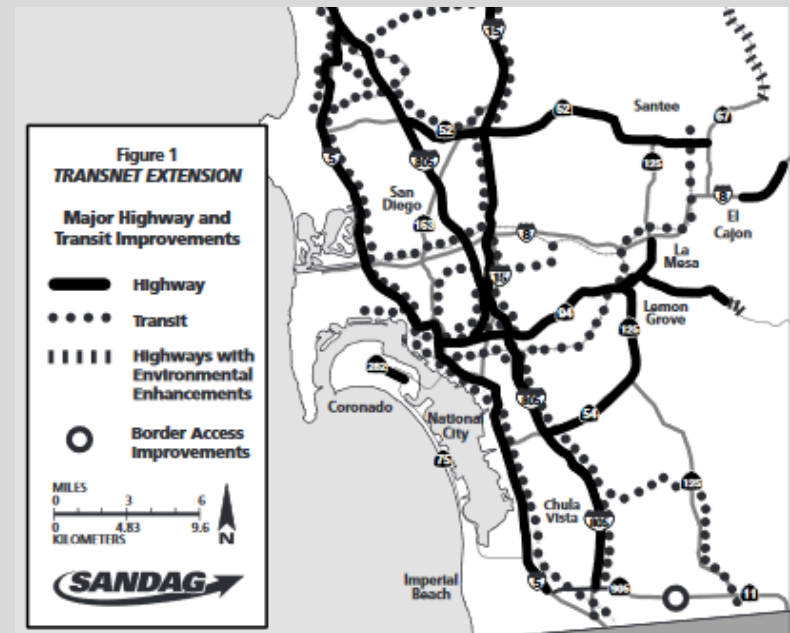 Figure 1
TRANSNET EXTENSION
Major Highway and
Transit Improvements
Highway
Transit
Highways with
Environmental
Enhancements
Border Access
Improvements
MILES
0 3 6
0 4.83 9.6
KILOMETERS
N
SANDAG
15
52
52
Santee
67
5
805
125
San
Diego
163
8
8
El
Cajon
La
Mesa
15
94
Lemon
Grove
125
282
Coronado
National
City
805
54
75
125
Chula
Vista
805
Imperial
Beach
5
905
11